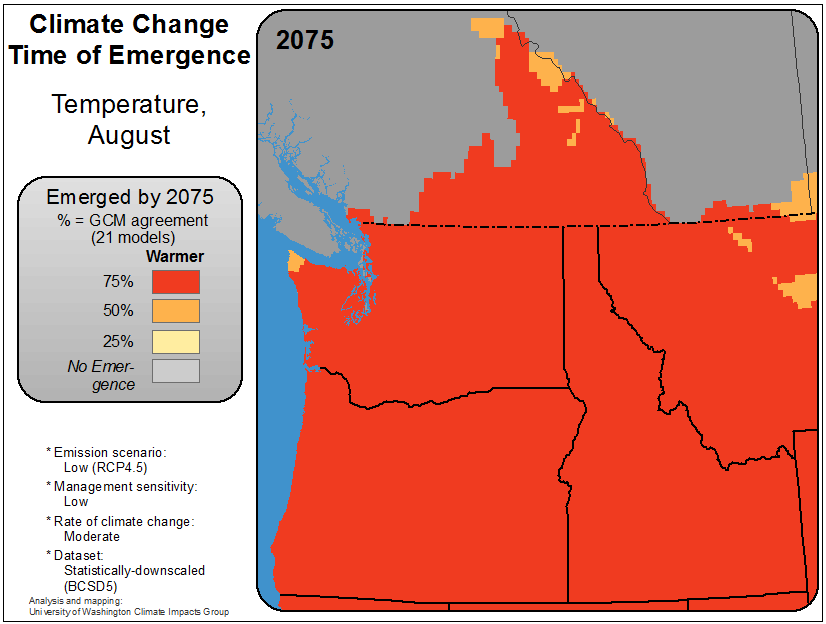 Climate Change
Time of Emergence
Temperature,
August
2075
Emerged by 2075
% = GCM agreement
(21 models)
Warmer
75%
50%
25%
No Emer-
gence
* Emission scenario:
Low (RCP4.5)
* Management sensitivity:
Low
* Rate of climate change:
Moderate
* Dataset:
Statistically-downscaled
(BCSD5)
Analysis and mapping:
University of Washington Climate Impacts Group